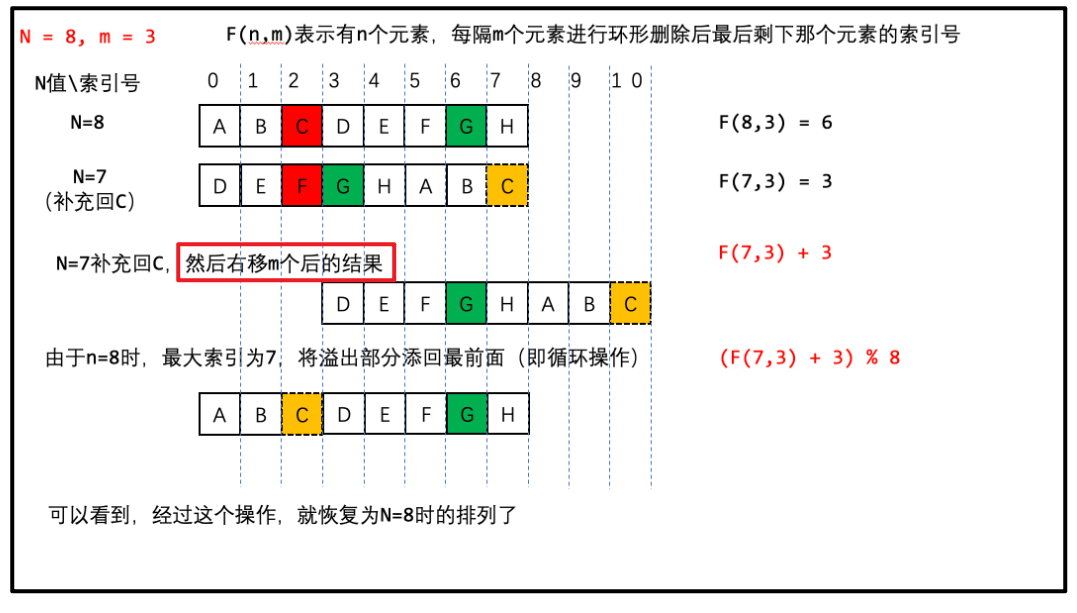 N = 8, m = 3
F(n,m)表示有n个元素，每隔m个元素进行环形删除后最后剩下那个元素的索引号
N值\索引号 0 1 2 3 4 5 6 7 8 9 10
N=8 A B C D E F G H F(8,3) = 6
N=7 D E F G H A B C F(7,3) = 3
（补充回C）
N=7补充回C，然后右移m个后的结果 F(7,3) + 3
D E F G H A B C
由于n=8时，最大索引为7，将溢出部分添回最前面（即循环操作） (F(7,3) + 3) % 8
A B C D E F G H
可以看到，经过这个操作，就恢复为N=8时的排列了